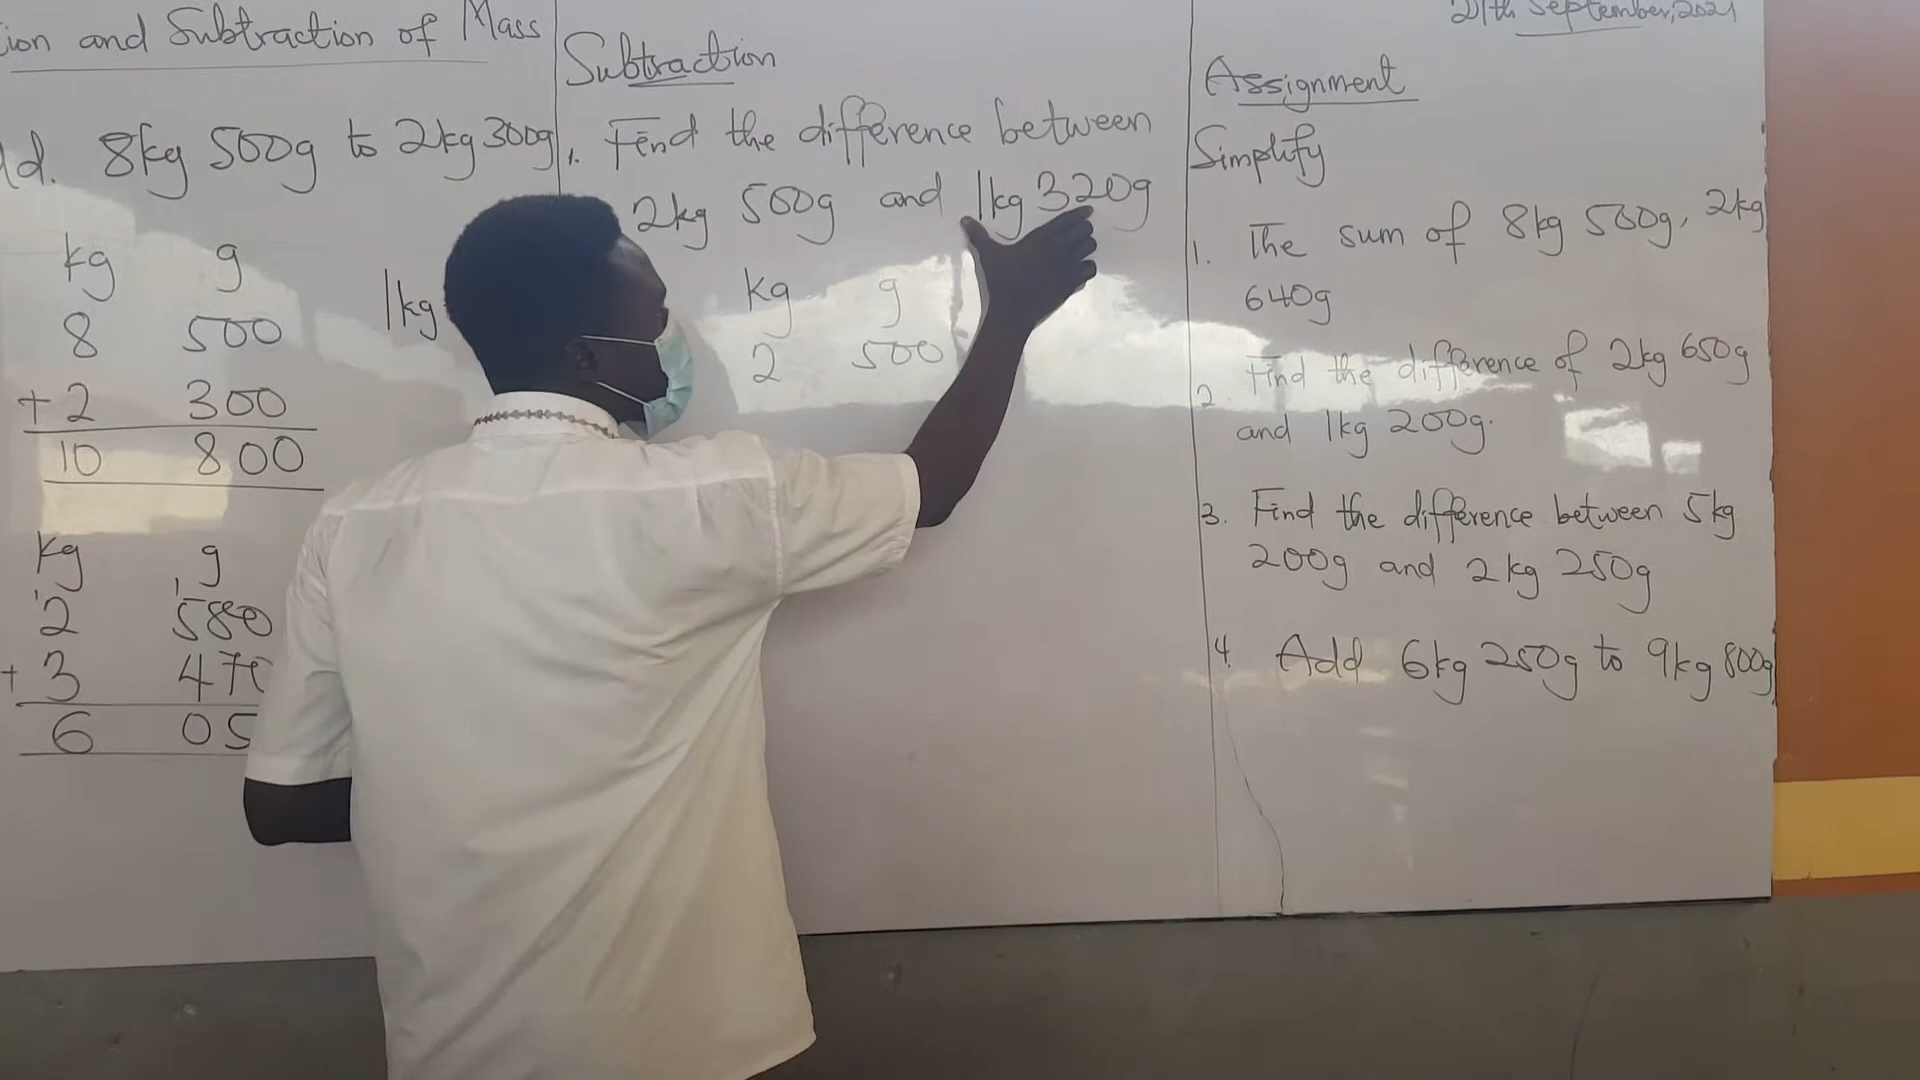 ion and Subtraction of Mass
dd. 8kg 500g to 2kg 300g
kg g
8 500
+2 300
10 800
kg g
2 580
+3 470
6 05
1kg
Subtraction
1. Find the difference between
2kg 500g and 1kg 320g
kg g
2 500
September, 2021
Assignment
Simplify
1. The sum of 8kg 500g, 2kg
640g
2. Find the difference of 2kg 650g
and 1kg 200g.
3. Find the difference between 5kg
200g and 2kg 250g
4. Add 6kg 250g to 9kg 800g